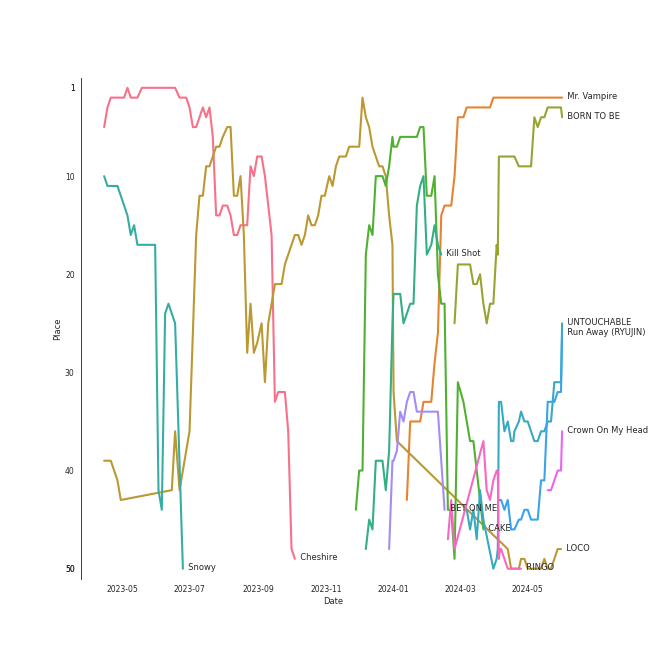 1
Mr. Vampire
BORN TO BE
10
Kill Shot
20
UNTOUCHABLE
Run Away (RYUJIN)
Place
30
Crown On My Head
40
BET ON ME
CAKE
LOCO
Cheshire
50
Snowy
RINGO
2023-05
2023-07
2023-09
2023-11
2024-01
2024-03
2024-05
Date